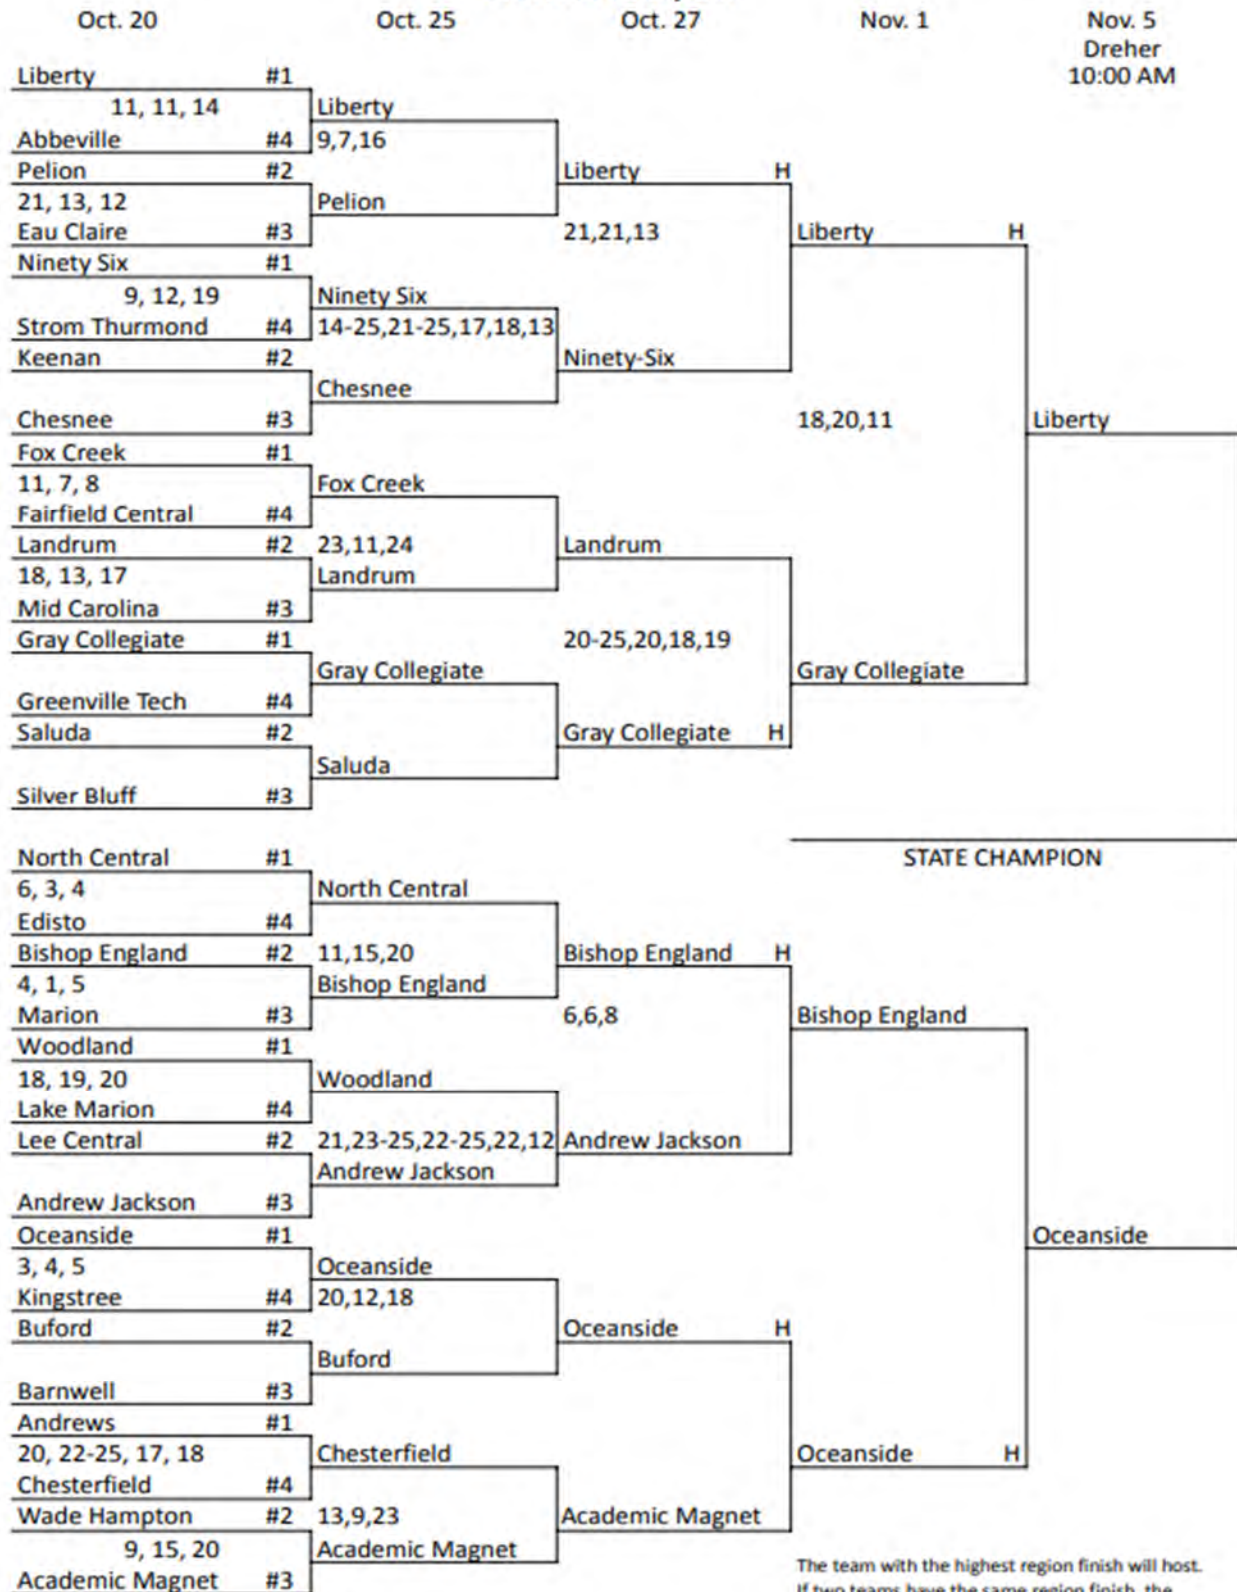 Oct. 20 Oct. 25 Oct. 27 Nov. 1 Nov. 5
Dreher
10:00 AM
Liberty #1
11, 11, 14 Liberty
Abbeville #4 9,7,16
Pelion #2 Liberty H
21, 13, 12 Pelion
Eau Claire #3 21,21,13 Liberty H
Ninety Six #1
9, 12, 19 Ninety Six
Strom Thurmond #4 14-25,21-25,17,18,13
Keenan #2 Ninety-Six
Chesnee
Chesnee #3 18,20,11 Liberty
Fox Creek #1
11, 7, 8 Fox Creek
Fairfield Central #4
Landrum #2 23,11,24 Landrum
18, 13, 17 Landrum
Mid Carolina #3
Gray Collegiate #1 20-25,20,18,19
Gray Collegiate Gray Collegiate
Greenville Tech #4
Saluda #2 Gray Collegiate H
Saluda
Silver Bluff #3
North Central #1 STATE CHAMPION
6, 3, 4 North Central
Edisto #4
Bishop England #2 11,15,20 Bishop England H
4, 1, 5 Bishop England
Marion #3 6,6,8 Bishop England
Woodland #1
18, 19, 20 Woodland
Lake Marion #4
Lee Central #2 21,23-25,22-25,22,12 Andrew Jackson
Andrew Jackson
Andrew Jackson #3
Oceanside #1 Oceanside
3, 4, 5 Oceanside
Kingstree #4 20,12,18
Buford #2 Oceanside H
Buford
Barnwell #3
Andrews #1
20, 22-25, 17, 18 Chesterfield Oceanside H
Chesterfield #4
Wade Hampton #2 13,9,23 Academic Magnet
9, 15, 20 Academic Magnet
Academic Magnet #3
The team with the highest region finish will host.
If two teams have the same region finish, the